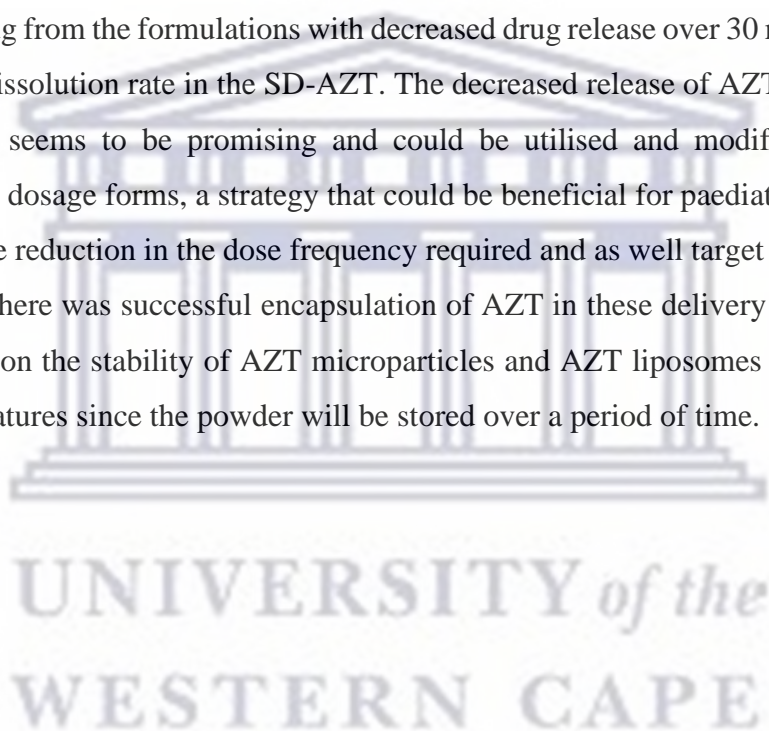 g from the formulations with decreased drug release over 30
issolution rate in the SD-AZT. The decreased release of AZT
seems to be promising and could be utilised and modif
dosage forms, a strategy that could be beneficial for paediat
e reduction in the dose frequency required and as well target
here was successful encapsulation of AZT in these delivery
on the stability of AZT microparticles and AZT liposomes
atures since the powder will be stored over a period of time.
UNIVERSITY of the
WESTERN CAPE